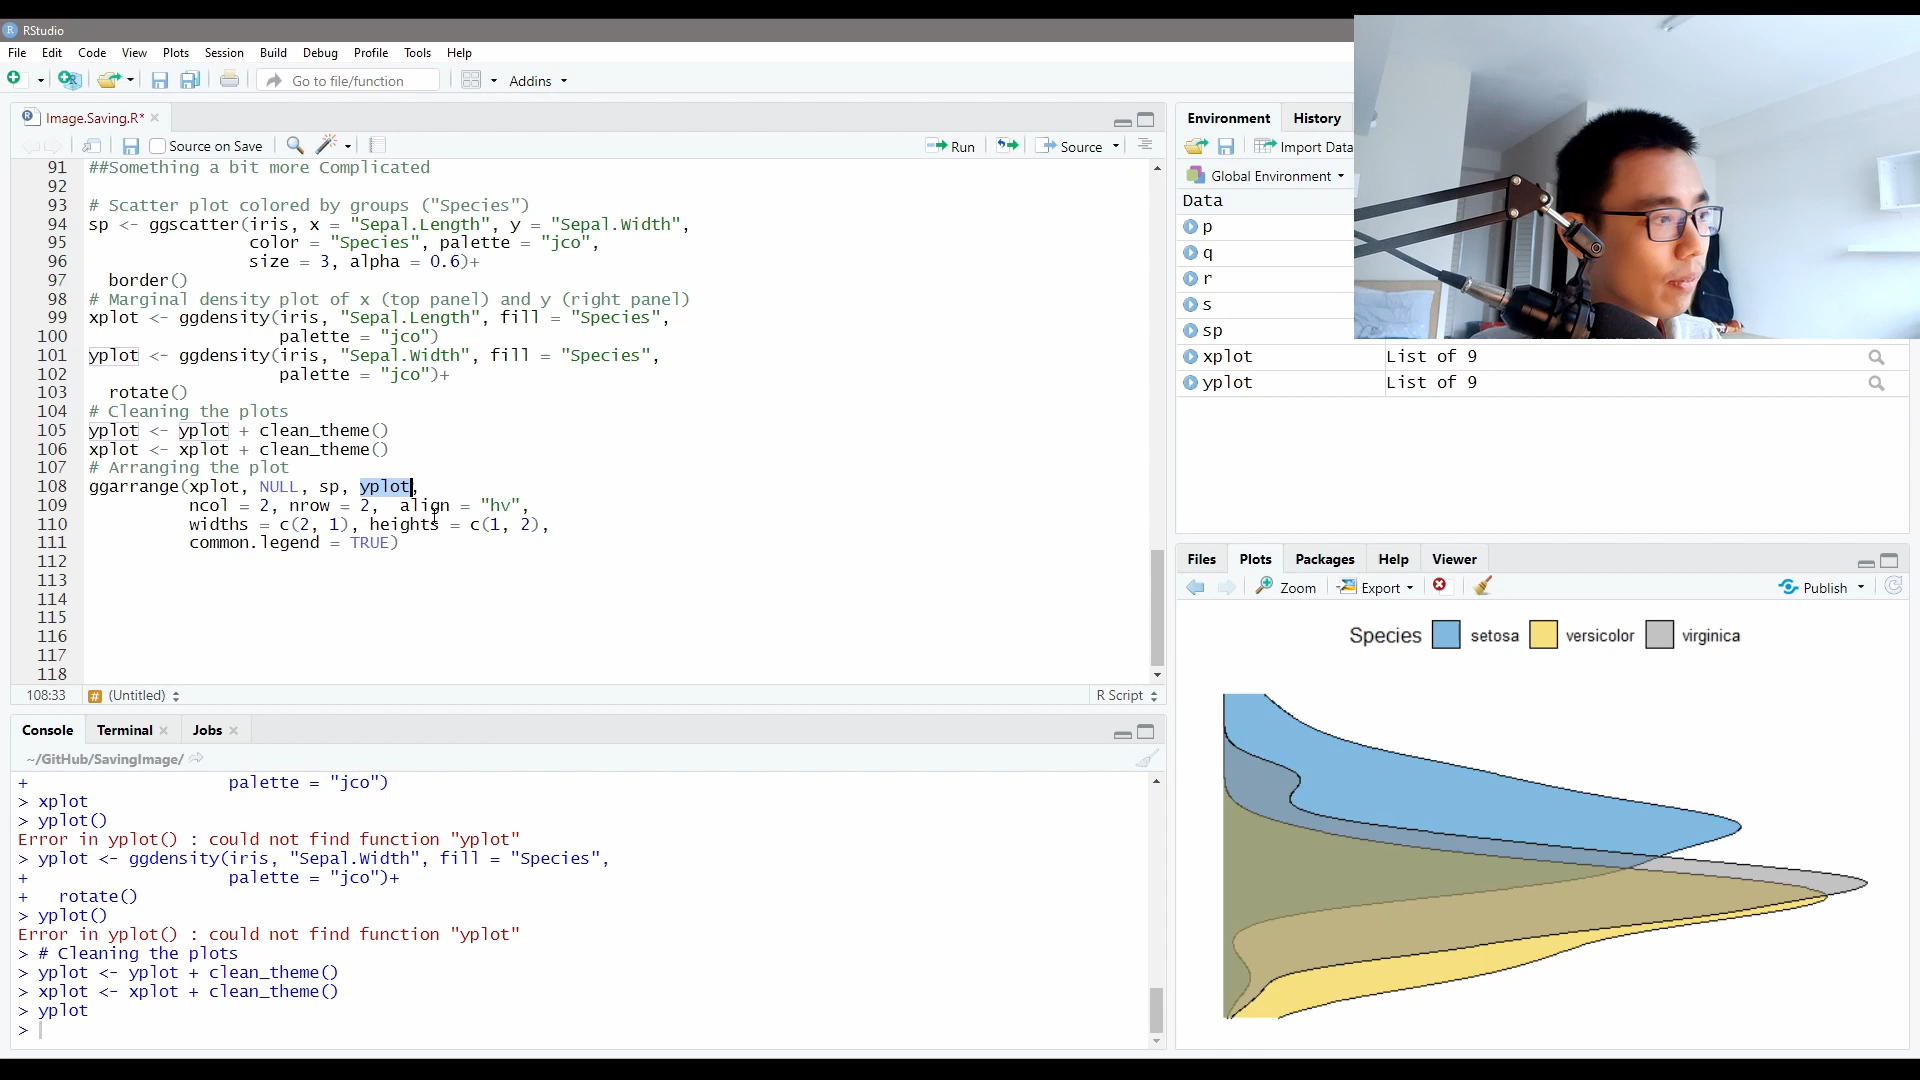 RStudio
File Edit Code View Plots Session Build Debug Profile Tools Help
Go to file/function Addins
Image.Saving.R*
Source on Save Run Source
91 ##Something a bit more Complicated
92
93 # Scatter plot colored by groups ("Species")
94 sp <- ggscatter(iris, x = "Sepal.Length", y = "Sepal.Width",
95 color = "Species", palette = "jco",
96 size = 3, alpha = 0.6)+
97 border()
98 # Marginal density plot of x (top panel) and y (right panel)
99 xplot <- ggdensity(iris, "Sepal.Length", fill = "Species",
100 palette = "jco")
101 yplot <- ggdensity(iris, "Sepal.Width", fill = "Species",
102 palette = "jco")+
103 rotate()
104 # Cleaning the plots
105 yplot <- yplot + clean_theme()
106 xplot <- xplot + clean_theme()
107 # Arranging the plot
108 ggarrange(xplot, NULL, sp, yplot,
109 ncol = 2, nrow = 2, align = "hv",
110 widths = c(2, 1), heights = c(1, 2),
111 common.legend = TRUE)
112
113
114
115
116
117
118
108:33 (Untitled) R Script
Console Terminal Jobs
~/GitHub/SavingImage/
+ palette = "jco")
> xplot
> yplot()
Error in yplot() : could not find function "yplot"
> yplot <- ggdensity(iris, "Sepal.Width", fill = "Species",
+ palette = "jco")+
+ rotate()
> yplot()
Error in yplot() : could not find function "yplot"
> # Cleaning the plots
> yplot <- yplot + clean_theme()
> xplot <- xplot + clean_theme()
> yplot
>
Environment History
Import Data
Global Environment
Data
p
q
r
s
sp
xplot List of 9
yplot List of 9
Files Plots Packages Help Viewer
Zoom Export Publish
Species setosa versicolor virginica